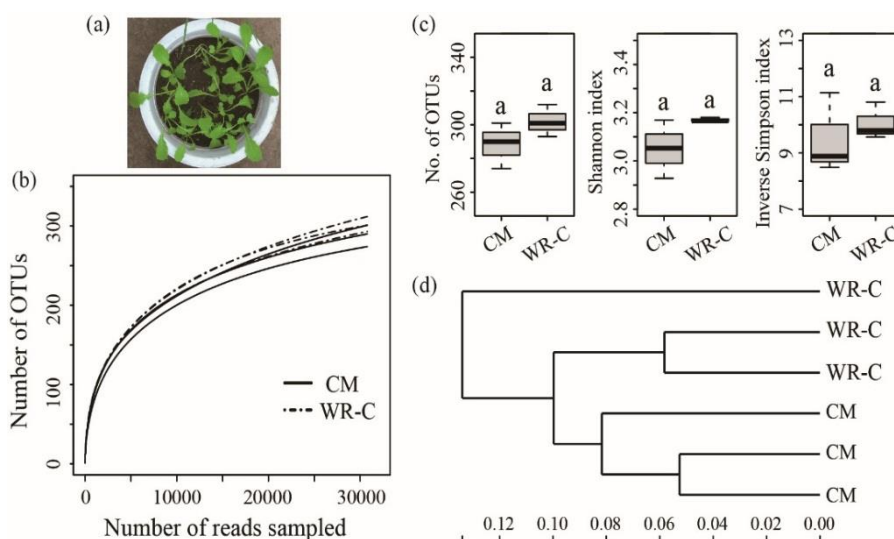 (a)
(b)
Number of OTUs
300
200
100
0
CM
WR-C
0
10000
20000
30000
Number of reads sampled
(c)
No. of OTUs
340
300
260
a
a
CM
WR-C
Shannon index
3.4
3.2
3.0
2.8
a
a
CM
WR-C
Inverse Simpson index
13
11
9
7
a
a
CM
WR-C
(d)
WR-C
WR-C
WR-C
CM
CM
CM
0.12 0.10 0.08 0.06 0.04 0.02 0.00